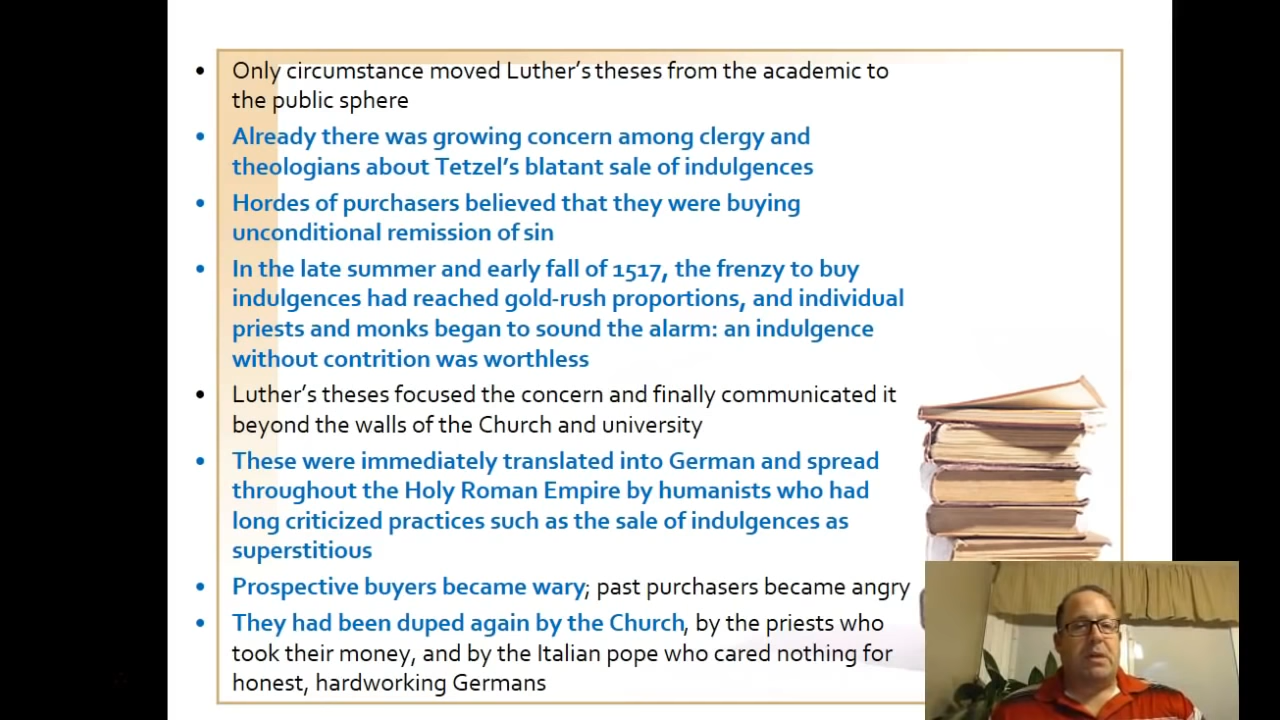 • Only circumstance moved Luther's theses from the academic to
the public sphere
• Already there was growing concern among clergy and
theologians about Tetzel's blatant sale of indulgences
• Hordes of purchasers believed that they were buying
unconditional remission of sin
• In the late summer and early fall of 1517, the frenzy to buy
indulgences had reached gold-rush proportions, and individual
priests and monks began to sound the alarm: an indulgence
without contrition was worthless
• Luther's theses focused the concern and finally communicated it
beyond the walls of the Church and university
• These were immediately translated into German and spread
throughout the Holy Roman Empire by humanists who had
long criticized practices such as the sale of indulgences as
superstitious
• Prospective buyers became wary; past purchasers became angry
• They had been duped again by the Church, by the priests who
took their money, and by the Italian pope who cared nothing for
honest, hardworking Germans